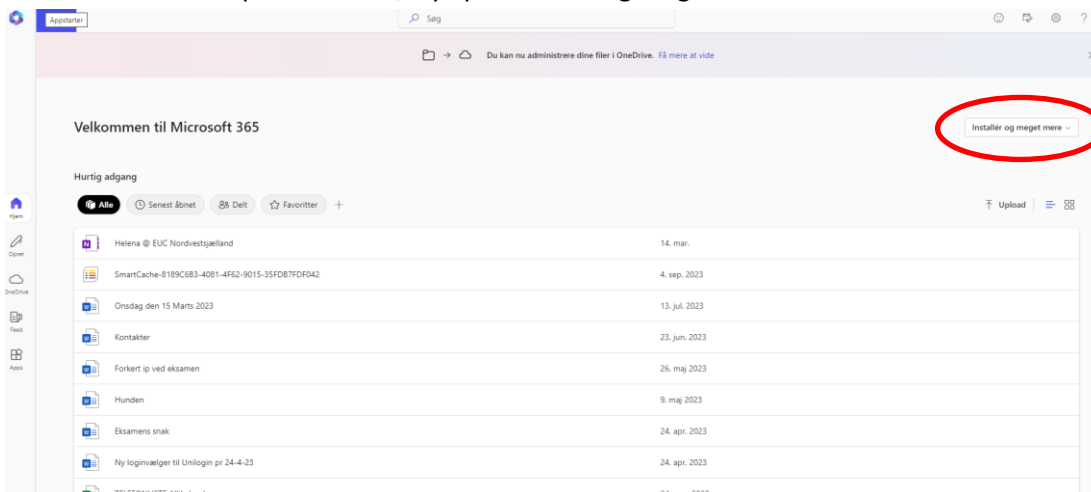 Appstarter
Søg
?
Du kan nu administrere dine filer i OneDrive. Få mere at vide
Velkommen til Microsoft 365
Installér og meget mere
Hurtig adgang
Alle
Senest åbnet
Delt
Favoritter
Upload
Hjem
Opret
OneDrive
Feed
Apps
Helena @ EUC Nordvestsjælland 14. mar.
SmartCache-8189C6B3-4081-4F62-9015-35FDB7FDF042 4. sep. 2023
Onsdag den 15 Marts 2023 13. jul. 2023
Kontakter 23. jun. 2023
Forkert ip ved eksamen 26. maj 2023
Hunden 9. maj 2023
Eksamens snak 24. apr. 2023
Ny loginvælger til Unilogin pr 24-4-23 24. apr. 2023